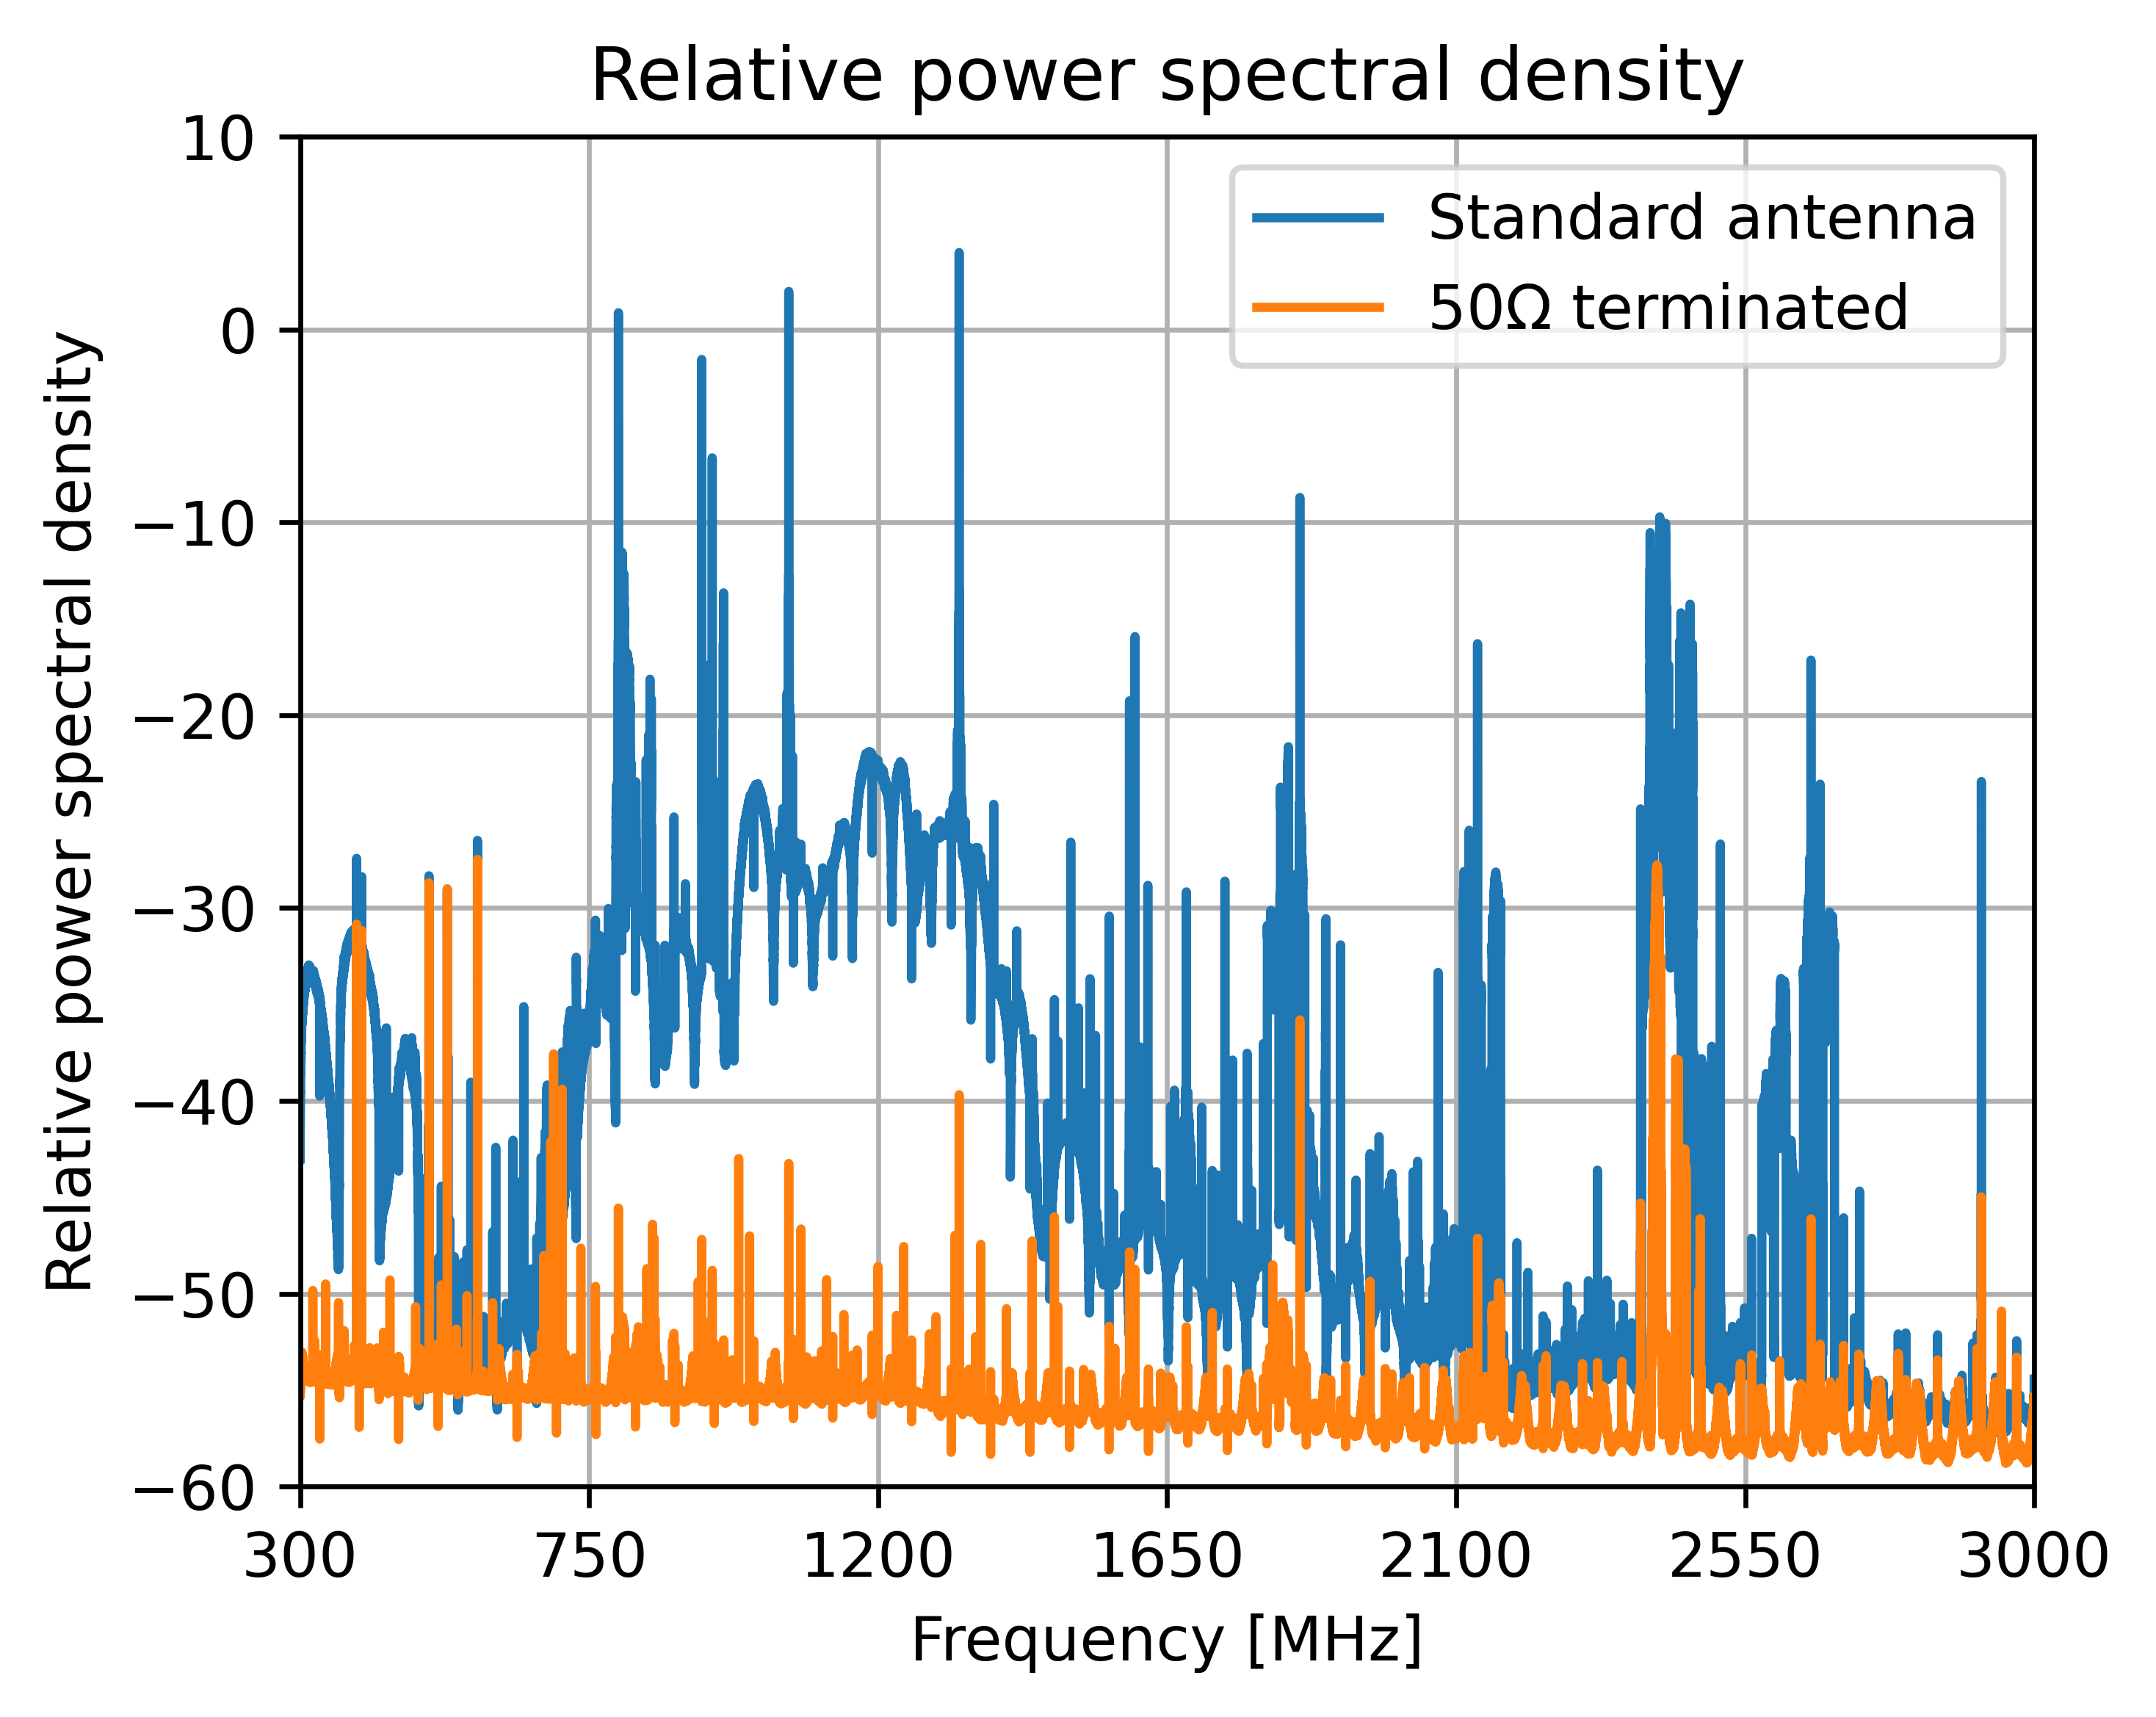 Relative power spectral density
Standard antenna
50Ω terminated
10
0
−10
−20
−30
−40
−50
−60
Relative power spectral density
300 750 1200 1650 2100 2550 3000
Frequency [MHz]